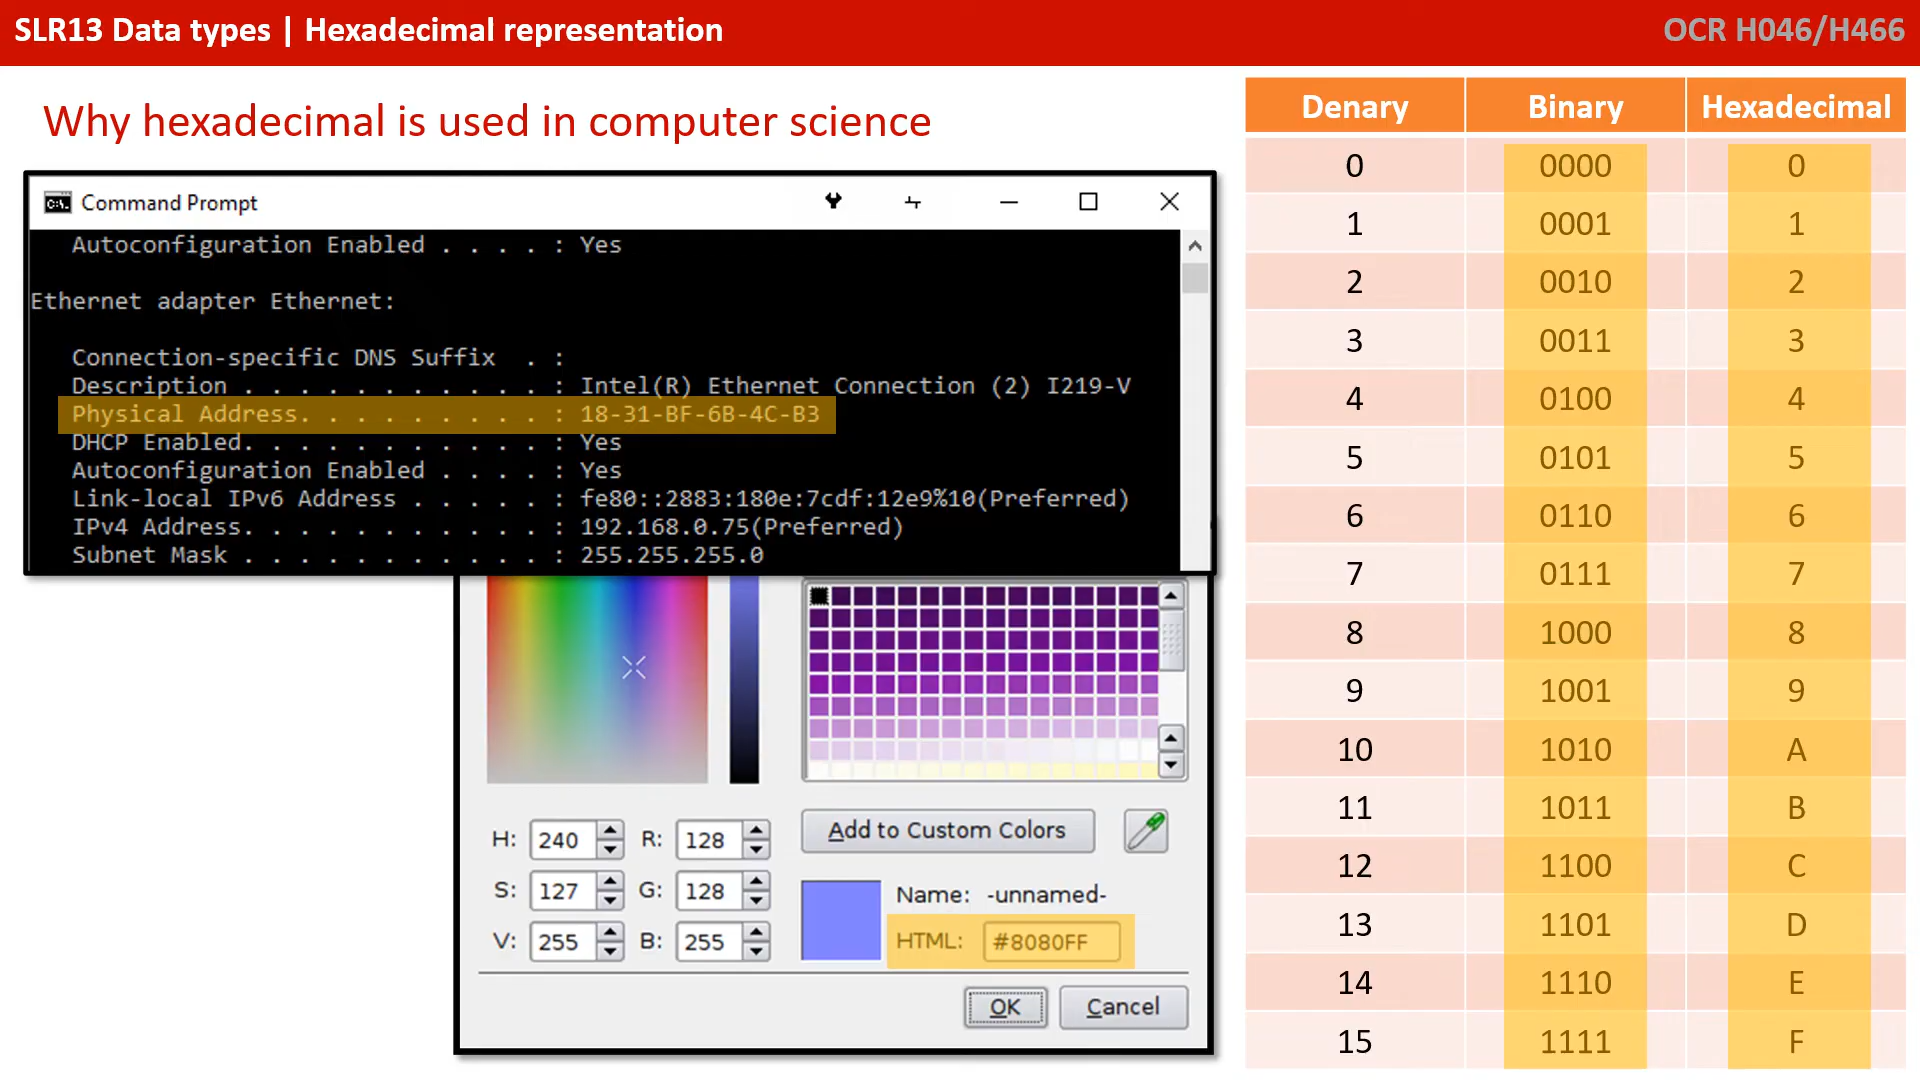 SLR13 Data types | Hexadecimal representation
OCR H046/H466
Why hexadecimal is used in computer science
Command Prompt
Autoconfiguration Enabled . . . . : Yes
Ethernet adapter Ethernet:
Connection-specific DNS Suffix  . :
Description . . . . . . . . . . . : Intel(R) Ethernet Connection (2) I219-V
Physical Address. . . . . . . . . : 18-31-BF-6B-4C-B3
DHCP Enabled. . . . . . . . . . . : Yes
Autoconfiguration Enabled . . . . : Yes
Link-local IPv6 Address . . . . . : fe80::2883:180e:7cdf:12e9%10(Preferred)
IPv4 Address. . . . . . . . . . . : 192.168.0.75(Preferred)
Subnet Mask . . . . . . . . . . . : 255.255.255.0
H: 240 R: 128
S: 127 G: 128
V: 255 B: 255
Add to Custom Colors
Name: -unnamed-
HTML: #8080FF
OK Cancel
Denary Binary Hexadecimal
0 0000 0
1 0001 1
2 0010 2
3 0011 3
4 0100 4
5 0101 5
6 0110 6
7 0111 7
8 1000 8
9 1001 9
10 1010 A
11 1011 B
12 1100 C
13 1101 D
14 1110 E
15 1111 F